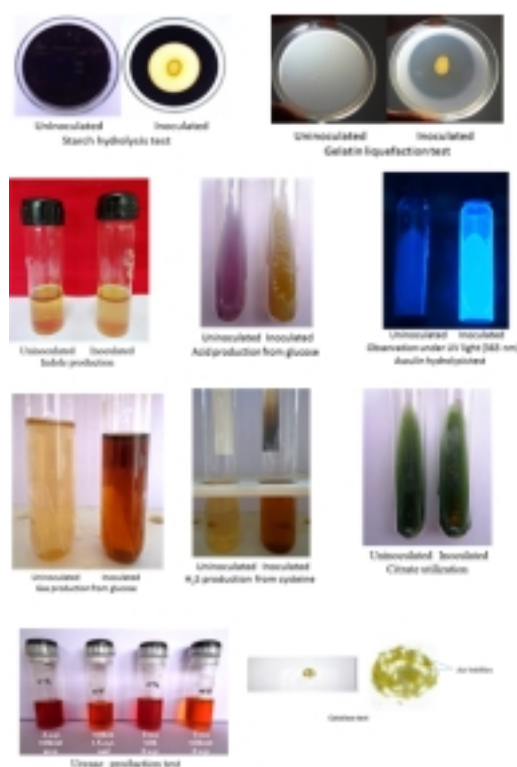 Uninoculated Inoculated
Starch hydrolysis test
Uninoculated Inoculated
Gelatin liquefaction test
Uninoculated Inoculated
Indole production
Uninoculated Inoculated
Acid production from glucose
Uninoculated Inoculated
Observation under UV light (365 nm)
hydrolysis test
Uninoculated Inoculated
Gas production from glucose
Uninoculated Inoculated
H₂S production from cysteine
Uninoculated Inoculated
Citrate utilization
Urease production test
Catalase test